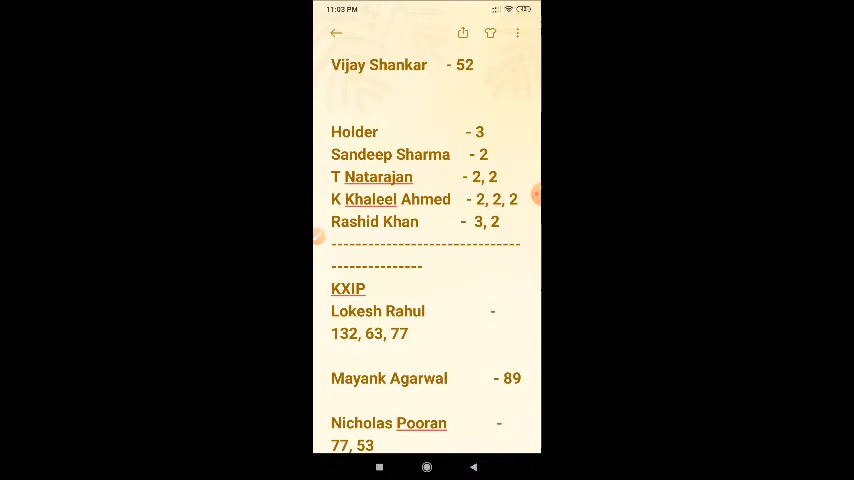 11:03 PM
Vijay Shankar - 52
Holder - 3
Sandeep Sharma - 2
T Natarajan - 2, 2
K Khaleel Ahmed - 2, 2, 2
Rashid Khan - 3, 2
-------------------------------
---------------
KXIP
Lokesh Rahul -
132, 63, 77
Mayank Agarwal - 89
Nicholas Pooran -
77, 53